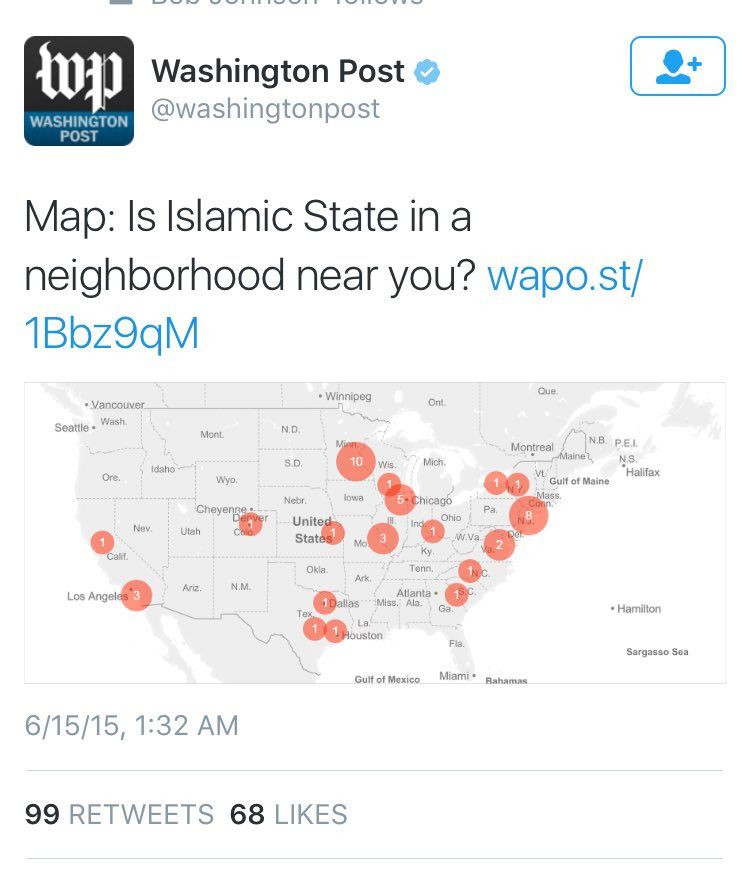 Bob Johnson follows
wp
WASHINGTON
POST
Washington Post
@washingtonpost
Map: Is Islamic State in a
neighborhood near you? wapo.st/
1Bbz9qM
Que.
Winnipeg
Ont.
Vancouver
Seattle
Wash.
Mont.
N.D.
Minn.
N.B.
P.E.I.
Montreal
Maine
N.S.
Halifax
Ore.
Idaho
Wyo.
S.D.
10
Wis.
Mich.
Vt.
Gulf of Maine
1
1
1
N.Y.
Mass.
Conn.
Nebr.
Iowa
5
Chicago
Cheyenne
Denver
1
Colo.
United
States
1
Ill.
Ind.
Ohio
Pa.
8
N.J.
Nev.
Utah
1
Calif.
Mo.
3
1
Ky.
W.Va.
Va.
2
Del.
Okla.
Tenn.
1
N.C.
Los Angeles
3
Ariz.
N.M.
Ark.
Atlanta
1
S.C.
1
Dallas
Miss.
Ala.
Ga.
Hamilton
Tex.
La.
1
1
Houston
Fla.
Sargasso Sea
Gulf of Mexico
Miami
Bahamas
6/15/15, 1:32 AM
99 RETWEETS 68 LIKES